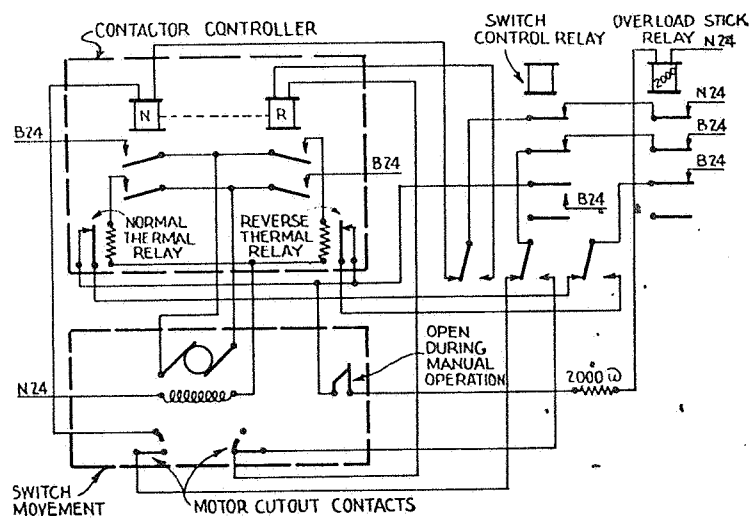 CONTACTOR CONTROLLER
SWITCH
CONTROL RELAY
OVERLOAD STICK
RELAY
N24
2000
N
R
N24
B24
B24
B24
B24
B24
NORMAL
THERMAL
RELAY
REVERSE
THERMAL
RELAY
OPEN
DURING
MANUAL
OPERATION
2000 ω
N24
SWITCH
MOVEMENT
MOTOR CUTOUT CONTACTS